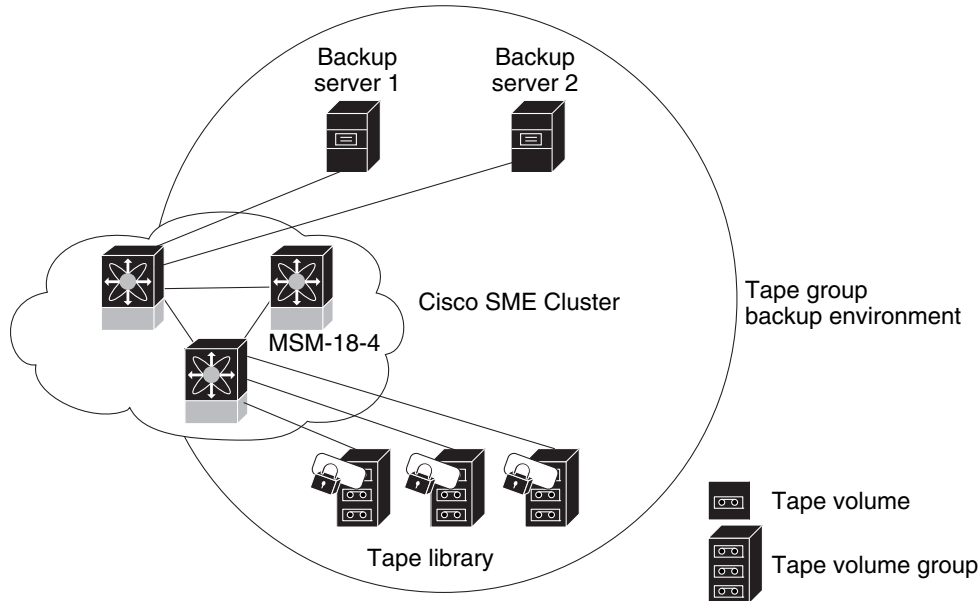 Backup
server 1
Backup
server 2
Cisco SME Cluster
MSM-18-4
Tape group
backup environment
Tape library
Tape volume
Tape volume group